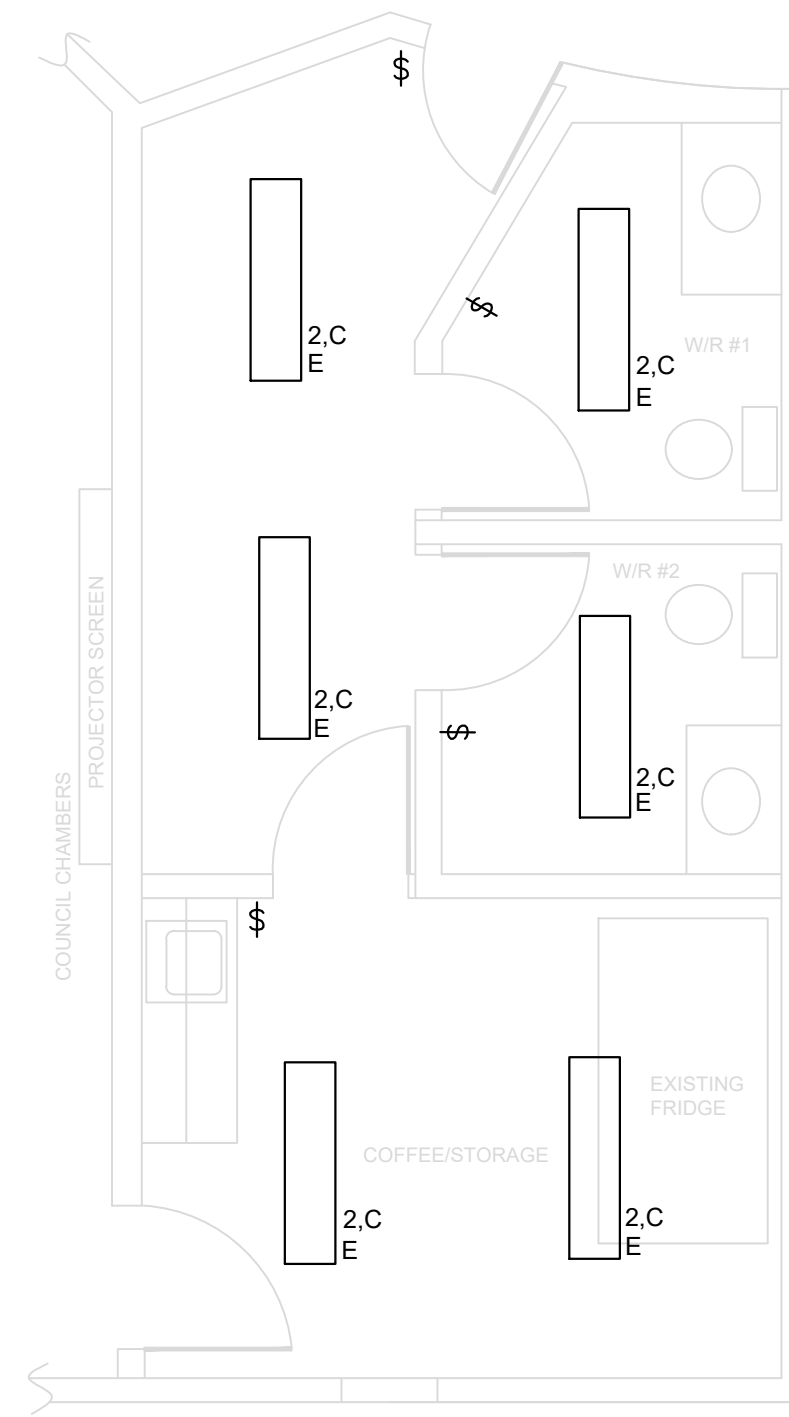 $
2,C
E
$
2,C
E
W/R #1
PROJECTOR SCREEN
COUNCIL CHAMBERS
2,C
E
W/R #2
$
2,C
E
$
EXISTING
FRIDGE
COFFEE/STORAGE
2,C
E
2,C
E